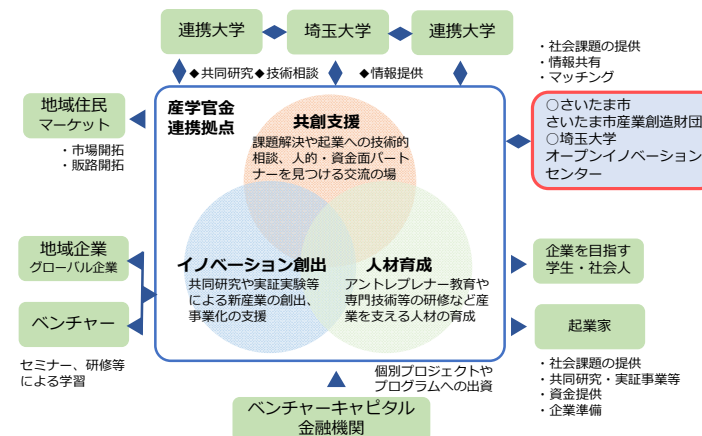 連携大学
埼玉大学
連携大学
◆共同研究◆技術相談
◆情報提供
・社会課題の提供
・情報共有
・マッチング
○さいたま市
さいたま市産業創造財団
○埼玉大学
オープンイノベーション
センター
地域住民
マーケット
・市場開拓
・販路開拓
産学官金
連携拠点
共創支援
課題解決や起業への技術的
相談、人的・資金面パート
ナーを見つける交流の場
イノベーション創出
共同研究や実証実験等
による新産業の創出、
事業化の支援
人材育成
アントレプレナー教育や
専門技術等の研修など産
業を支える人材の育成
地域企業
グローバル企業
ベンチャー
セミナー、研修等
による学習
企業を目指す
学生・社会人
起業家
・社会課題の提供
・共同研究・実証事業等
・資金提供
・企業準備
個別プロジェクトや
プログラムへの出資
ベンチャーキャピタル
金融機関